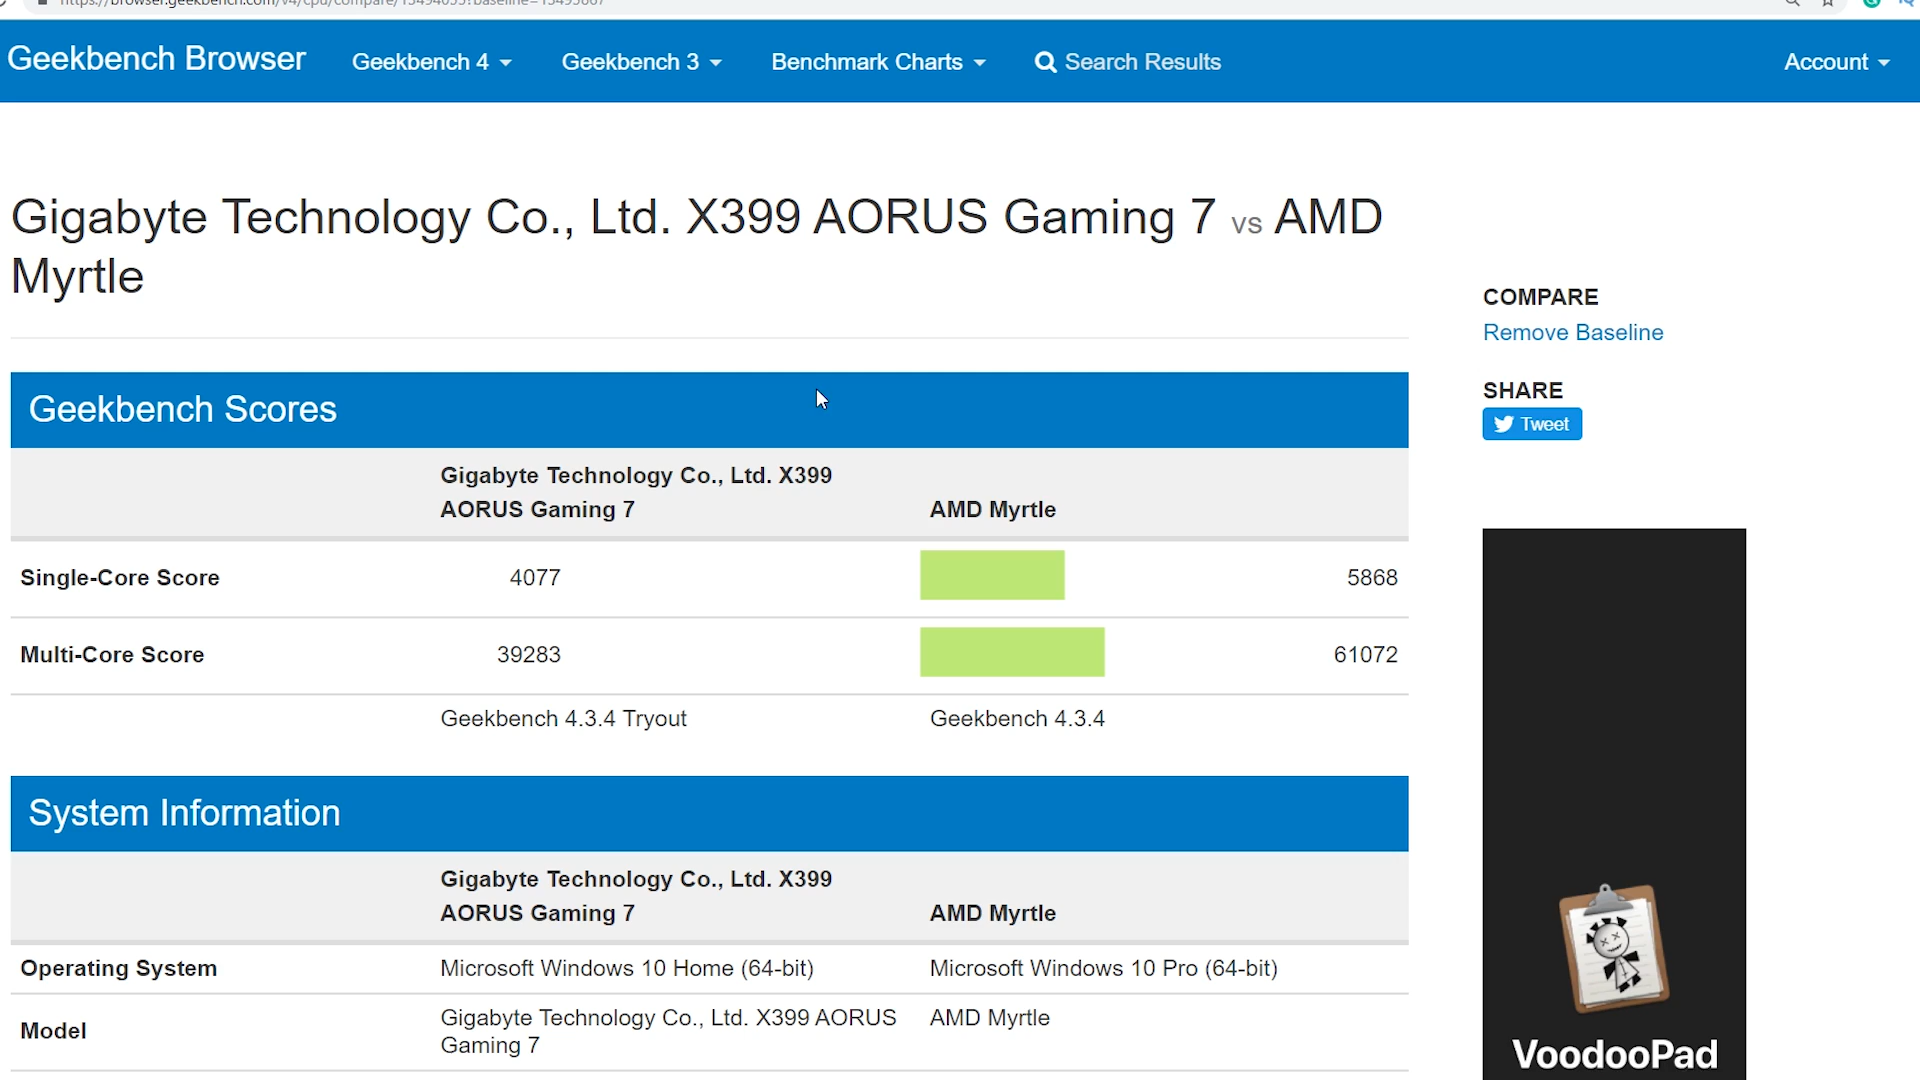 Geekbench Browser
Geekbench 4
Geekbench 3
Benchmark Charts
Search Results
Account
Gigabyte Technology Co., Ltd. X399 AORUS Gaming 7 vs AMD
Myrtle
COMPARE
Remove Baseline
SHARE
Tweet
Geekbench Scores
Gigabyte Technology Co., Ltd. X399
AORUS Gaming 7
AMD Myrtle
Single-Core Score
4077
5868
Multi-Core Score
39283
61072
Geekbench 4.3.4 Tryout
Geekbench 4.3.4
System Information
Gigabyte Technology Co., Ltd. X399
AORUS Gaming 7
AMD Myrtle
Operating System
Microsoft Windows 10 Home (64-bit)
Microsoft Windows 10 Pro (64-bit)
Model
Gigabyte Technology Co., Ltd. X399 AORUS
Gaming 7
AMD Myrtle
VoodooPad